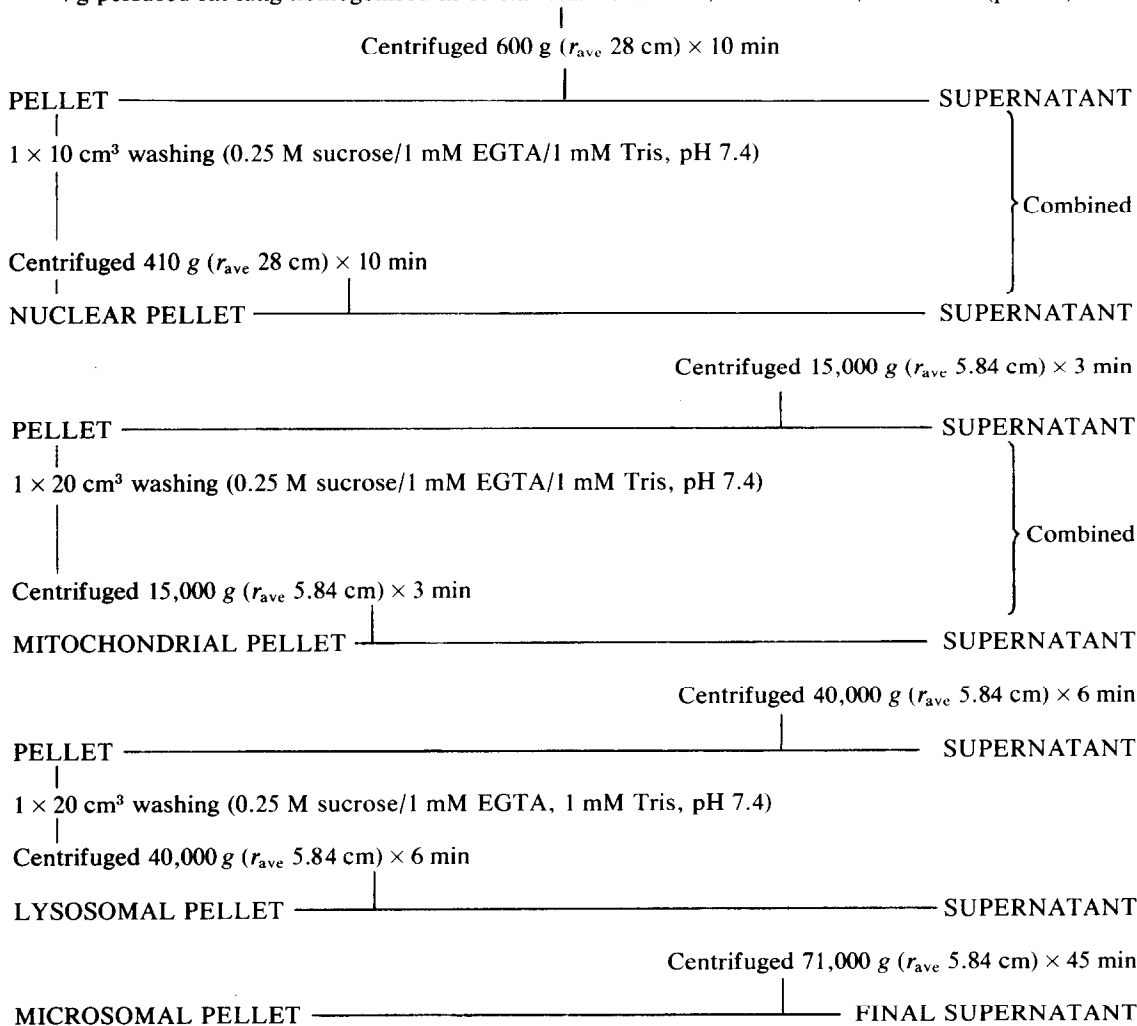 g perfused rat lung homogenised in
Centrifuged 600 g (r_ave 28 cm) × 10 min
PELLET SUPERNATANT
1 × 10 cm³ washing (0.25 M sucrose/1 mM EGTA/1 mM Tris, pH 7.4)
Combined
Centrifuged 410 g (r_ave 28 cm) × 10 min
NUCLEAR PELLET SUPERNATANT
Centrifuged 15,000 g (r_ave 5.84 cm) × 3 min
PELLET SUPERNATANT
1 × 20 cm³ washing (0.25 M sucrose/1 mM EGTA/1 mM Tris, pH 7.4)
Combined
Centrifuged 15,000 g (r_ave 5.84 cm) × 3 min
MITOCHONDRIAL PELLET SUPERNATANT
Centrifuged 40,000 g (r_ave 5.84 cm) × 6 min
PELLET SUPERNATANT
1 × 20 cm³ washing (0.25 M sucrose/1 mM EGTA, 1 mM Tris, pH 7.4)
Centrifuged 40,000 g (r_ave 5.84 cm) × 6 min
LYSOSOMAL PELLET SUPERNATANT
Centrifuged 71,000 g (r_ave 5.84 cm) × 45 min
MICROSOMAL PELLET FINAL SUPERNATANT